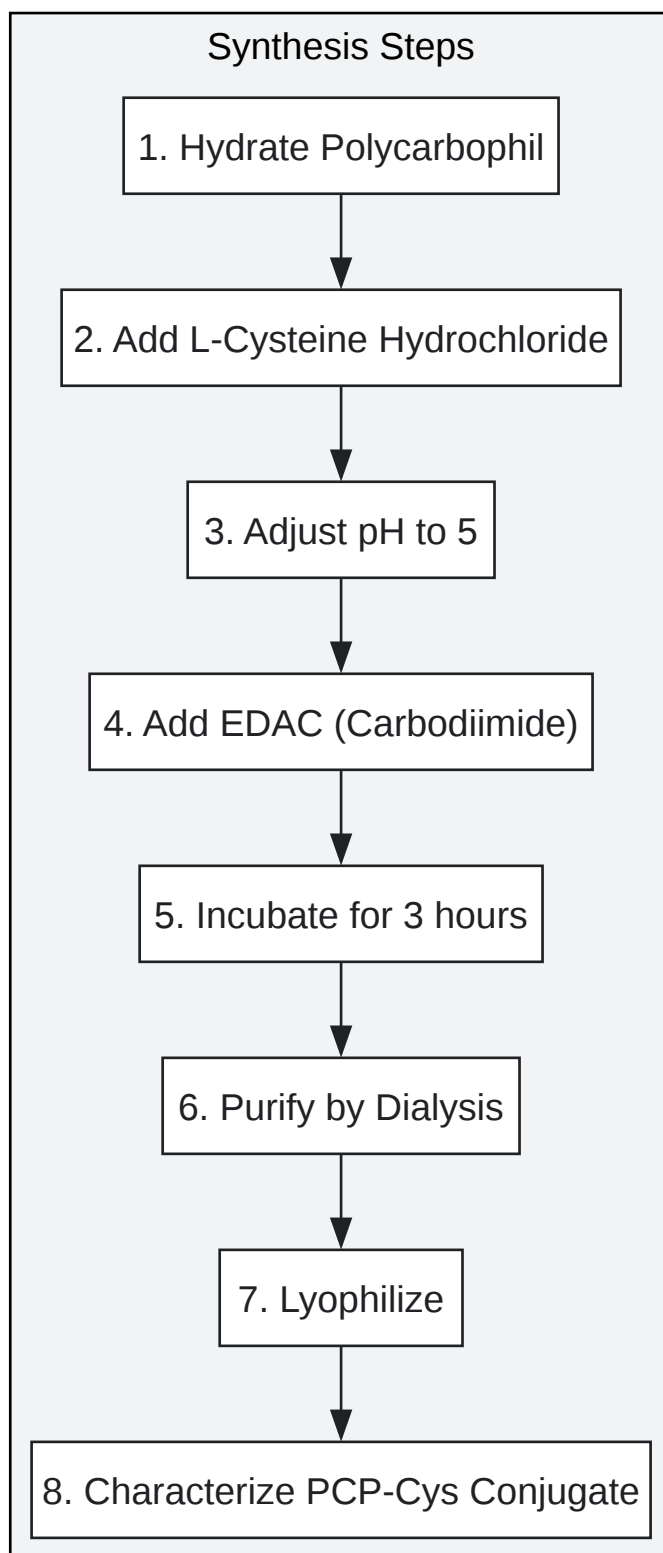 Synthesis Steps
1. Hydrate Polycarbophil
2. Add L-Cysteine Hydrochloride
3. Adjust pH to 5
4. Add EDAC (Carbodiimide)
5. Incubate for 3 hours
6. Purify by Dialysis
7. Lyophilize
8. Characterize PCP-Cys Conjugate